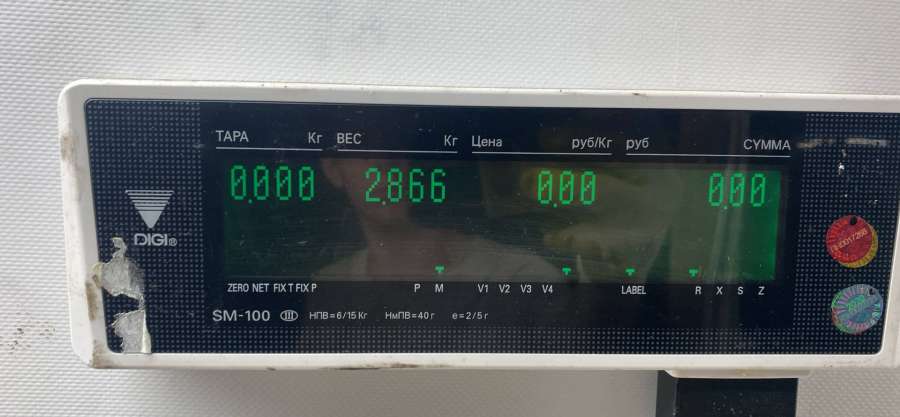 ТАРА Кг ВЕС Кг Цена руб/Кг руб СУММА
0.000 2.866 0.00 0.00
DIGI®
ZERO NET FIX T FIX P P M V1 V2 V3 V4 LABEL R X S Z
SM-100 III НПВ=6/15 Кг НмПВ=40 г e=2/5 г